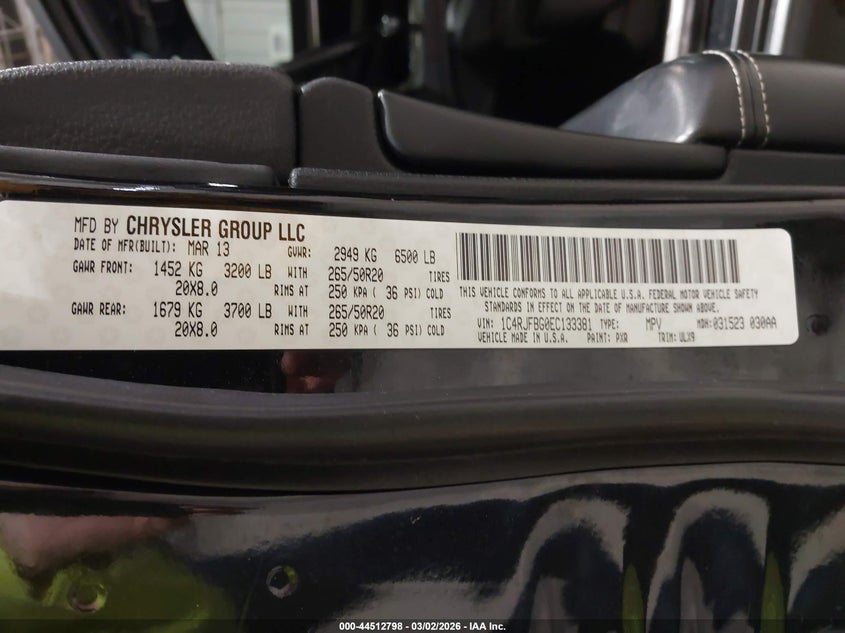 MFD BY CHRYSLER GROUP LLC
DATE OF MFR(BUILT): MAR 13 GVWR: 2949 KG 6500 LB
GAWR FRONT: 1452 KG 3200 LB WITH 265/50R20 TIRES
20X8.0 RIMS AT 250 KPA ( 36 PSI) COLD
GAWR REAR: 1679 KG 3700 LB WITH 265/50R20 TIRES
20X8.0 RIMS AT 250 KPA ( 36 PSI) COLD
THIS VEHICLE CONFORMS TO ALL APPLICABLE U.S.A. FEDERAL MOTOR VEHICLE SAFETY
STANDARDS IN EFFECT ON THE DATE OF MANUFACTURE SHOWN ABOVE.
VIN: 1C4RJFBG0EC133381 TYPE: MPV MDH: 031523 030AA
VEHICLE MADE IN U.S.A. PAINT: PXR TRIM: ULX9
000-44512798 - 03/02/2026 - IAA Inc.